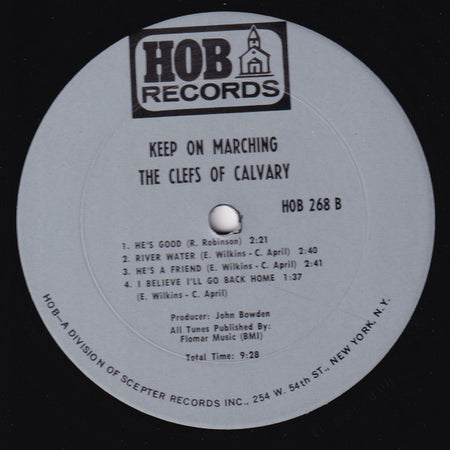 HOB
RECORDS
KEEP ON MARCHING
THE CLEFS OF CALVARY
HOB 268 B
1. HE'S GOOD (R. Robinson) 2:21
2. RIVER WATER (E. Wilkins - C. April) 2:40
3. HE'S A FRIEND (E. Wilkins - C. April) 2:41
4. I BELIEVE I'LL GO BACK HOME 1:37
(E. Wilkins - C. April)
Producer: John Bowden
All Tunes Published By:
Flomar Music (BMI)
Total Time: 9:28
HOB—A DIVISION OF SCEPTER RECORDS INC., 254 W. 54th ST., NEW YORK, N.Y.